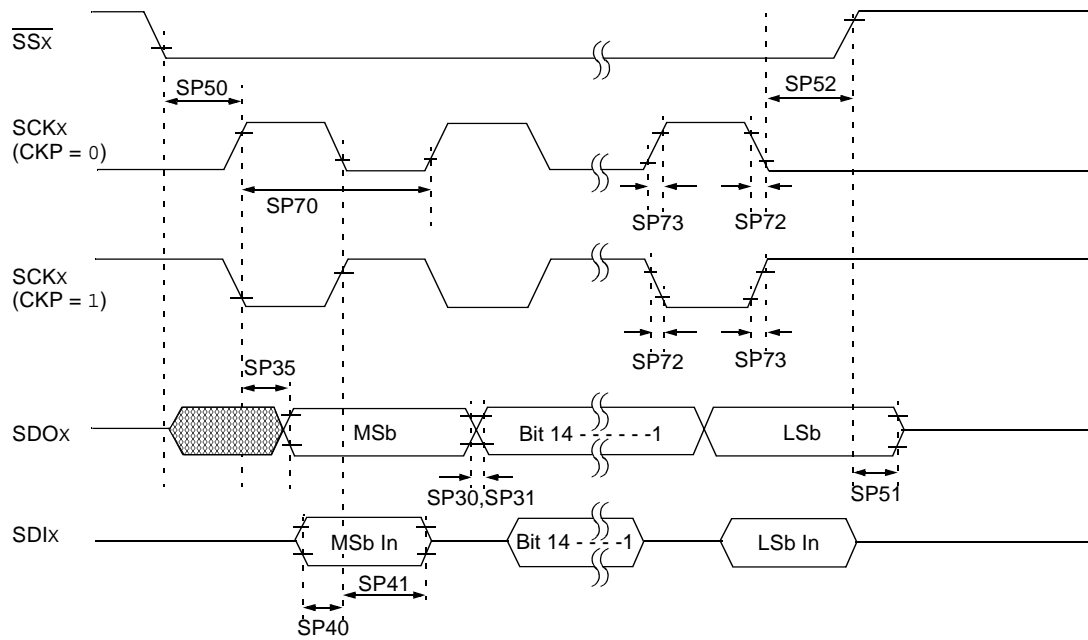 SSX
SP50
SP52
SCKX
(CKP = 0)
SP70
SP73
SP72
SCKX
(CKP = 1)
SP72
SP73
SP35
SDOX
MSb
Bit 14 - - - - - -1
LSb
SP30,SP31
SP51
SDIX
MSb In
Bit 14 - - - -1
LSb In
SP41
SP40